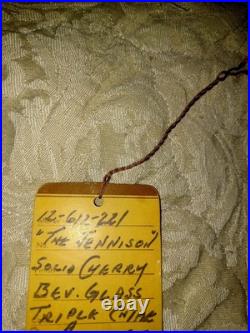 12-612-221
"THE JENNISON"
SOLID CHERRY
BEV. GLASS
TRIPLE CHIME